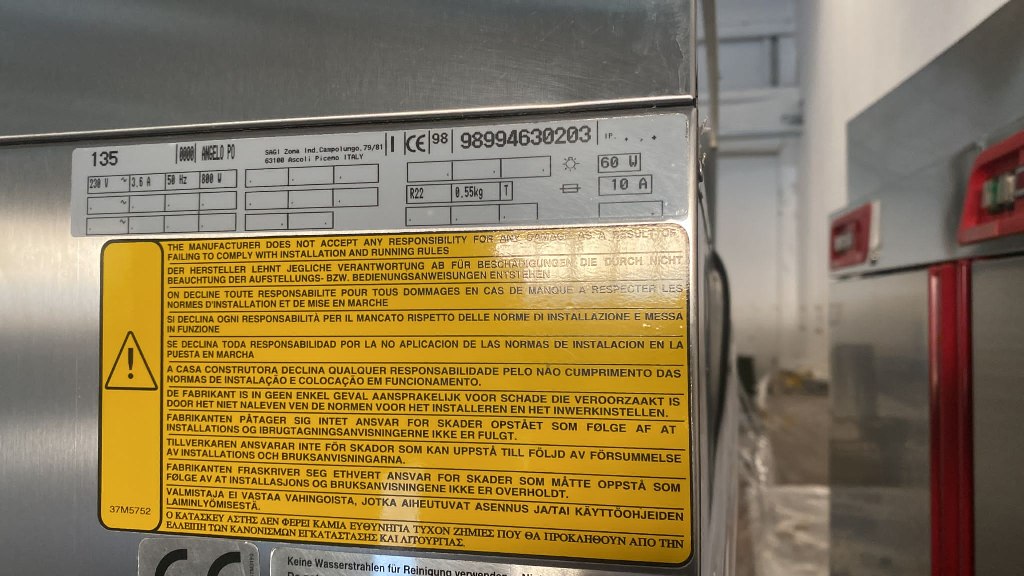 135 0000 ANGELO PO SAGI Zona Ind.Campolungo,79/81 CE 98 98994630203 IP. . . .
63100 Ascoli Piceno ITALY
230 V ~ 3,6 A 50 Hz 800 W 60 W
~ R22 0,55kg T 10 A
~
THE MANUFACTURER DOES NOT ACCEPT ANY RESPONSIBILITY FOR ANY DAMAGE AS A RESULT OF
FAILING TO COMPLY WITH INSTALLATION AND RUNNING RULES
DER HERSTELLER LEHNT JEGLICHE VERANTWORTUNG AB FÜR BESCHÄDIGUNGEN DIE DURCH NICHT
BEAUCHTUNG DER AUFSTELLUNGS- BZW. BEDIENUNGSANWEISUNGEN ENTSTEHEN
ON DECLINE TOUTE RESPONSABILITE POUR TOUS DOMMAGES EN CAS DE MANQUE A RESPECTER LES
NORMES D'INSTALLATION ET DE MISE EN MARCHE
SI DECLINA OGNI RESPONSABILITÀ PER IL MANCATO RISPETTO DELLE NORME DI INSTALLAZIONE E MESSA
IN FUNZIONE
SE DECLINA TODA RESPONSABILIDAD POR LA NO APLICACION DE LAS NORMAS DE INSTALACION EN LA
PUESTA EN MARCHA
A CASA CONSTRUTORA DECLINA QUALQUER RESPONSABILIDADE PELO NÃO CUMPRIMENTO DAS
NORMAS DE INSTALAÇÃO E COLOCAÇÃO EM FUNCIONAMENTO.
DE FABRIKANT IS IN GEEN ENKEL GEVAL AANSPRAKELIJK VOOR SCHADE DIE VEROORZAAKT IS
DOOR HET NIET NALEVEN VEN DE NORMEN VOOR HET INSTALLEREN EN HET INWERKINSTELLEN.
FABRIKANTEN PÅTAGER SIG INTET ANSVAR FOR SKADER OPSTÅET SOM FØLGE AF AT
INSTALLATIONS OG IBRUGTAGNINGSANVISNINGERNE IKKE ER FULGT.
TILLVERKAREN ANSVARAR INTE FÖR SKADOR SOM KAN UPPSTÅ TILL FÖLJD AV FÖRSUMMELSE
AV INSTALLATIONS OCH BRUKSANVISNINGARNA.
FABRIKANTEN FRASKRIVER SEG ETHVERT ANSVAR FOR SKADER SOM MÅTTE OPPSTÅ SOM
FØLGE AV AT INSTALLASJONS OG BRUKSANVISNINGENE IKKE ER OVERHOLDT.
VALMISTAJA EI VASTAA VAHINGOISTA, JOTKA AIHEUTUVAT ASENNUS JA/TAI KÄYTTÖOHJEIDEN
LAIMINLYÖMISESTÄ.
Ο ΚΑΤΑΣΚΕΥ ΑΣΤΗΣ ΔΕΝ ΦΕΡΕΙ ΚΑΜΙΑ ΕΥΘΥΝΗΓΙΑ ΤΥΧΟΝ ΖΗΜΙΕΣ ΠΟΥ ΘΑ ΠΡΟΚΛΗΘΟΥΝ ΑΠΟ ΤΗΝ
ΕΛΛΕΙΨΗ ΤΩΝ ΚΑΝΟΝΙΣΜΩΝ ΕΓΚΑΤΑΣΤΑΣΗΣ ΚΑΙ ΛΙΤΟΥΡΓΙΑΣ.
37M5752
CE Keine Wasserstrahlen für Reinigung verwenden